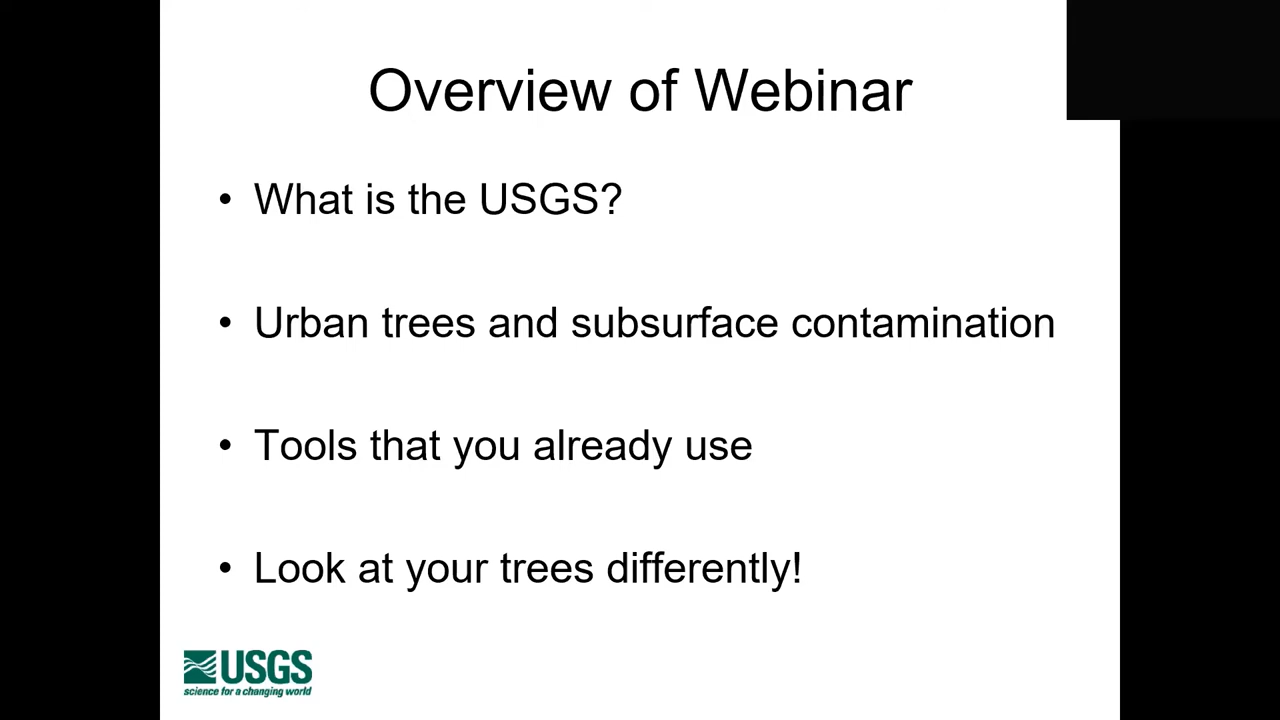 Overview of Webinar
• What is the USGS?
• Urban trees and subsurface contamination
• Tools that you already use
• Look at your trees differently!
USGS
science for a changing world